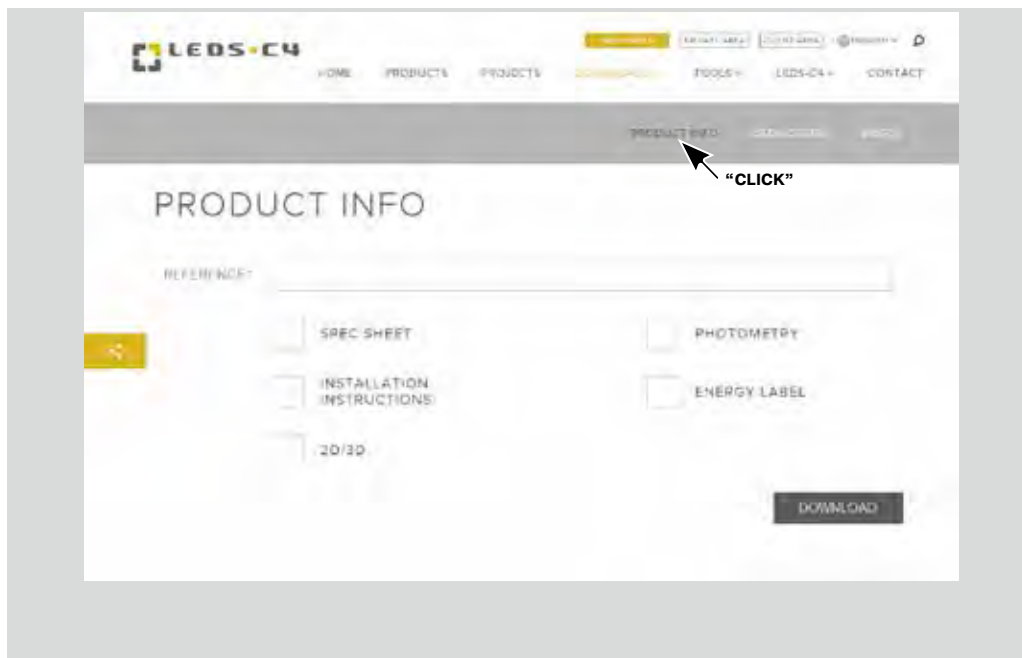 LEDS·C4
HOME PRODUCTS PROJECTS TOOLS LEDS-C4 CONTACT
PRODUCT INFO
“CLICK”
PRODUCT INFO
REFERENCE
SPEC SHEET
PHOTOMETRY
INSTALLATION
INSTRUCTIONS
ENERGY LABEL
2D/3D
DOWNLOAD